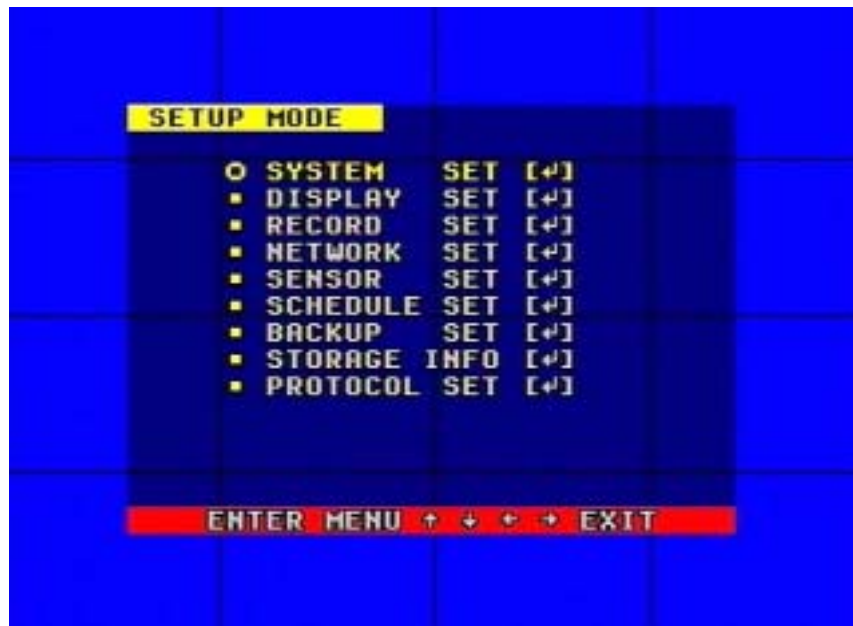 SETUP MODE
SYSTEM SET [↵]
DISPLAY SET [↵]
RECORD SET [↵]
NETWORK SET [↵]
SENSOR SET [↵]
SCHEDULE SET [↵]
BACKUP SET [↵]
STORAGE INFO [↵]
PROTOCOL SET [↵]
ENTER MENU ↑ ↓ ← → EXIT